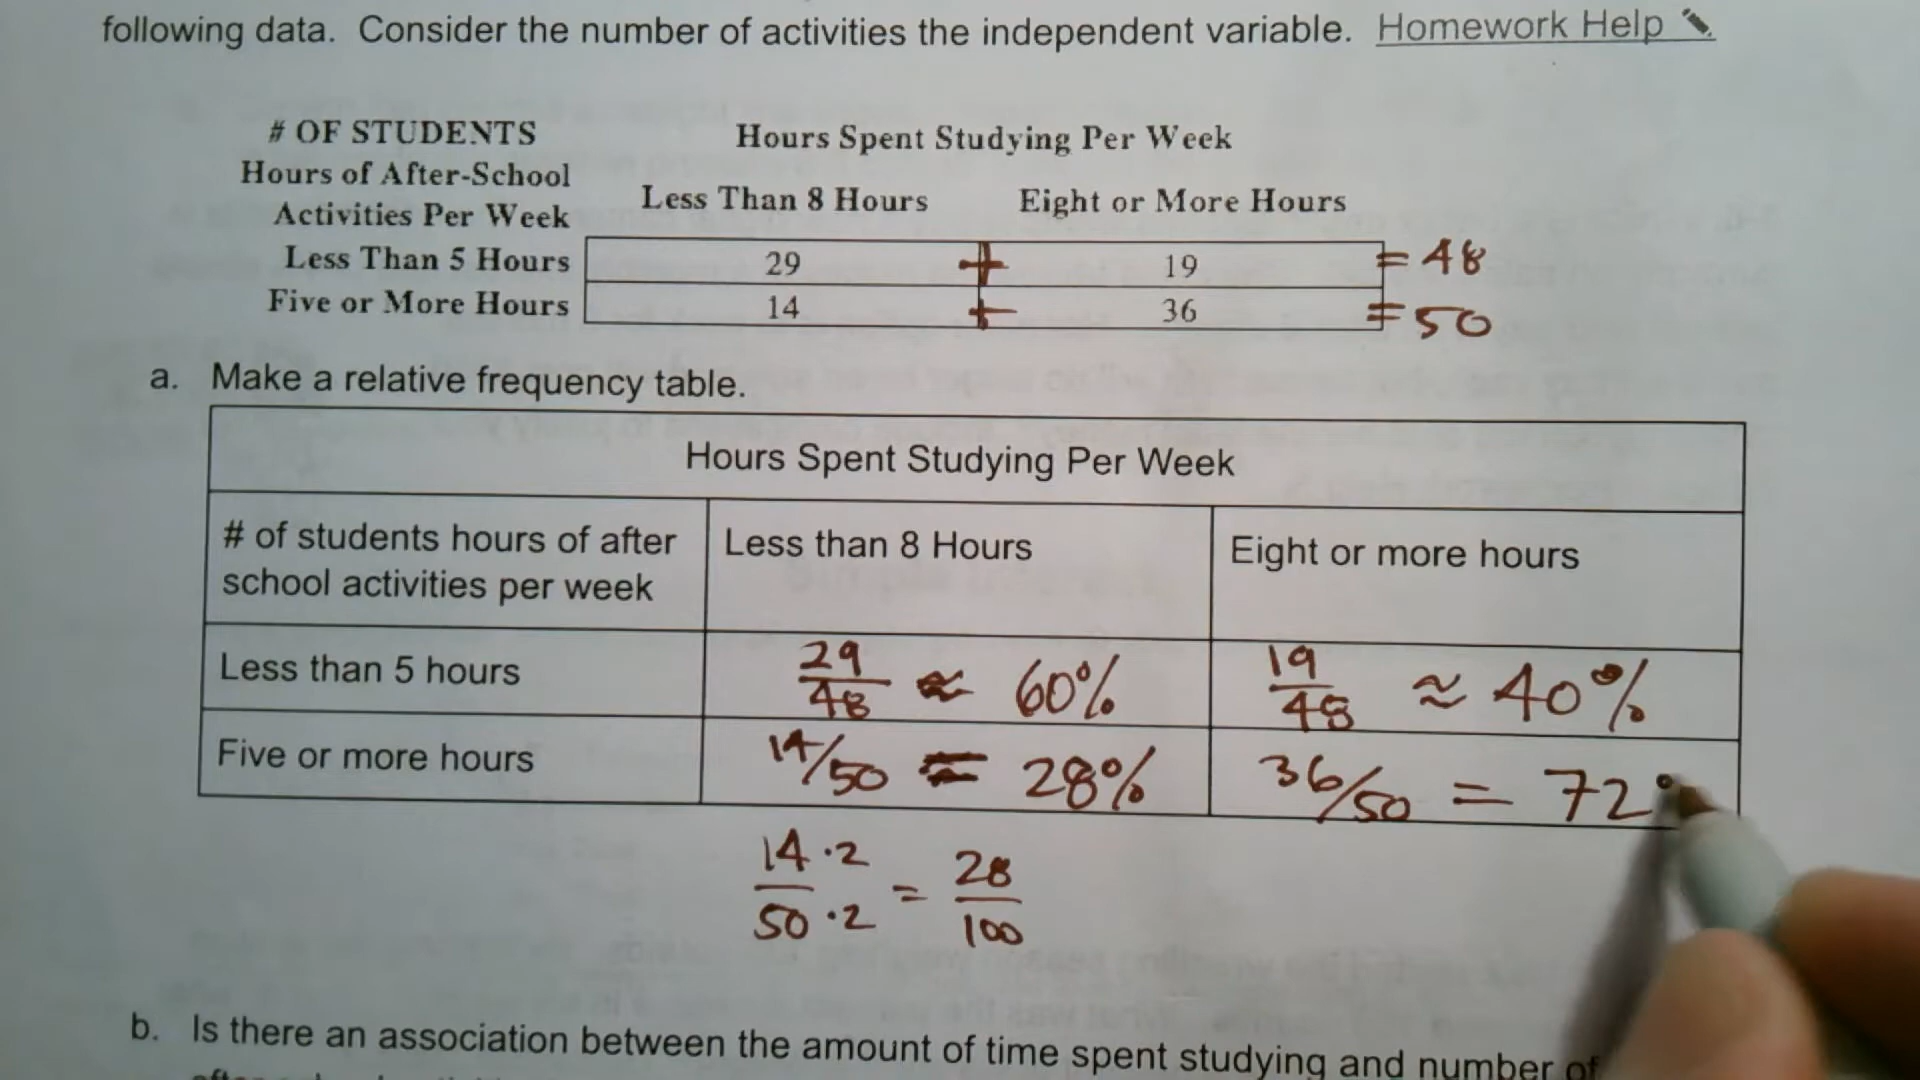 following data. Consider the number of activities the independent variable. Homework Help
# OF STUDENTS
Hours of After-School
Activities Per Week
Hours Spent Studying Per Week
Less Than 8 Hours Eight or More Hours
Less Than 5 Hours 29 + 19 = 48
Five or More Hours 14 + 36 = 50
a. Make a relative frequency table.
Hours Spent Studying Per Week
# of students hours of after
school activities per week
Less than 8 Hours
Eight or more hours
Less than 5 hours 29/48 ≈ 60% 19/48 ≈ 40%
Five or more hours 14/50 = 28% 36/50 = 72
14 · 2 / 50 · 2 = 28/100
b. Is there an association between the amount of time spent studying and number of